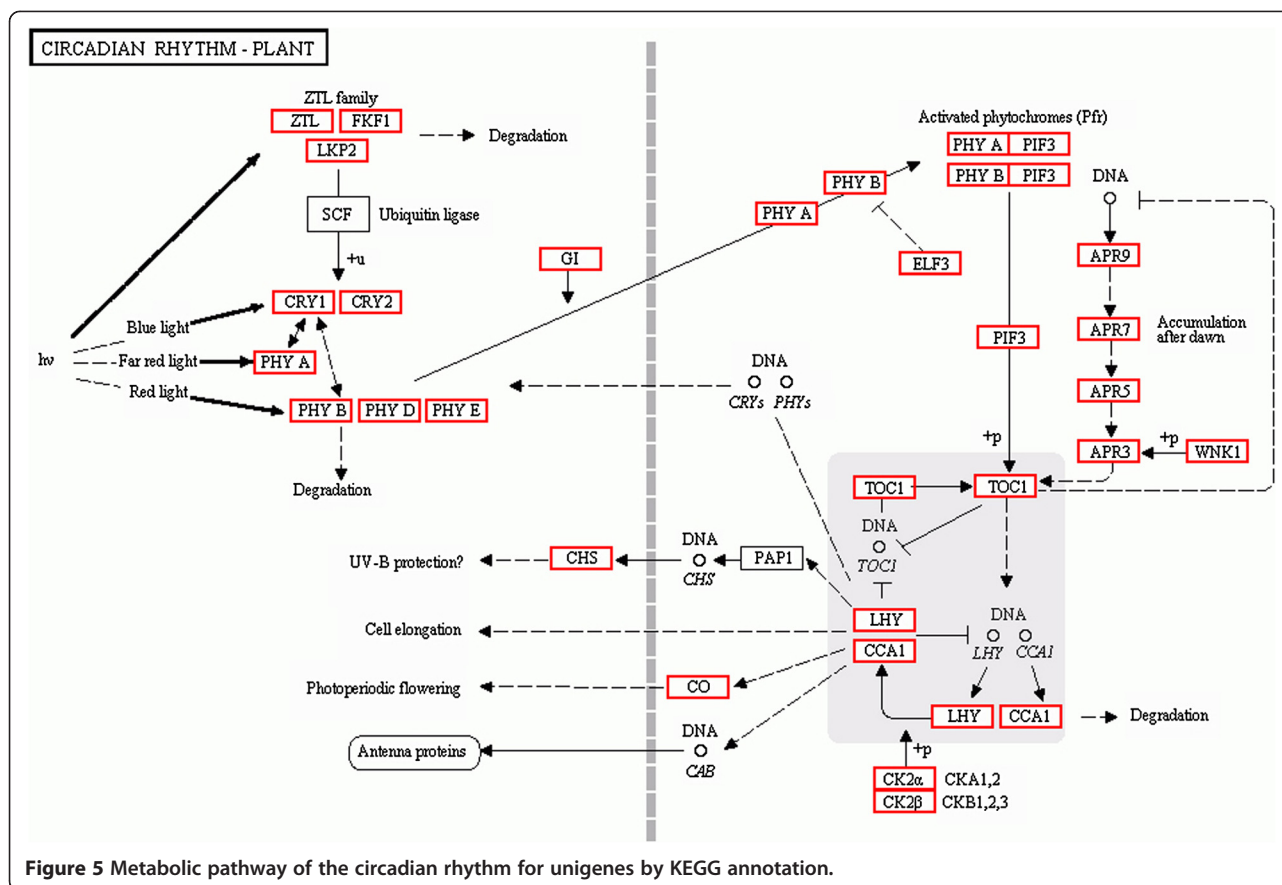 CIRCADIAN RHYTHM - PLANT
ZTL family
ZTL FKF1
LKP2
Degradation
SCF Ubiquitin ligase
+u
GI
CRY1 CRY2
Blue light
hν Far red light PHY A
Red light
PHY B PHY D PHY E
Degradation
Activated phytochromes (Pfr)
PHY A PIF3
PHY B PIF3
PHY B
PHY A
ELF3
DNA
APR9
APR7 Accumulation
after dawn
PIF3
APR5
+p
APR3 +p WNK1
DNA
CRYs PHYs
TOC1 TOC1
DNA
TOC1
UV-B protection? CHS DNA PAP1
CHS
Cell elongation LHY
CCA1
DNA
LHY CCA1
Photoperiodic flowering CO
LHY CCA1 Degradation
Antenna proteins DNA
CAB
+p
CK2α CKA1,2
CK2β CKB1,2,3
Figure 5 Metabolic pathway of the circadian rhythm for unigenes by KEGG annotation.